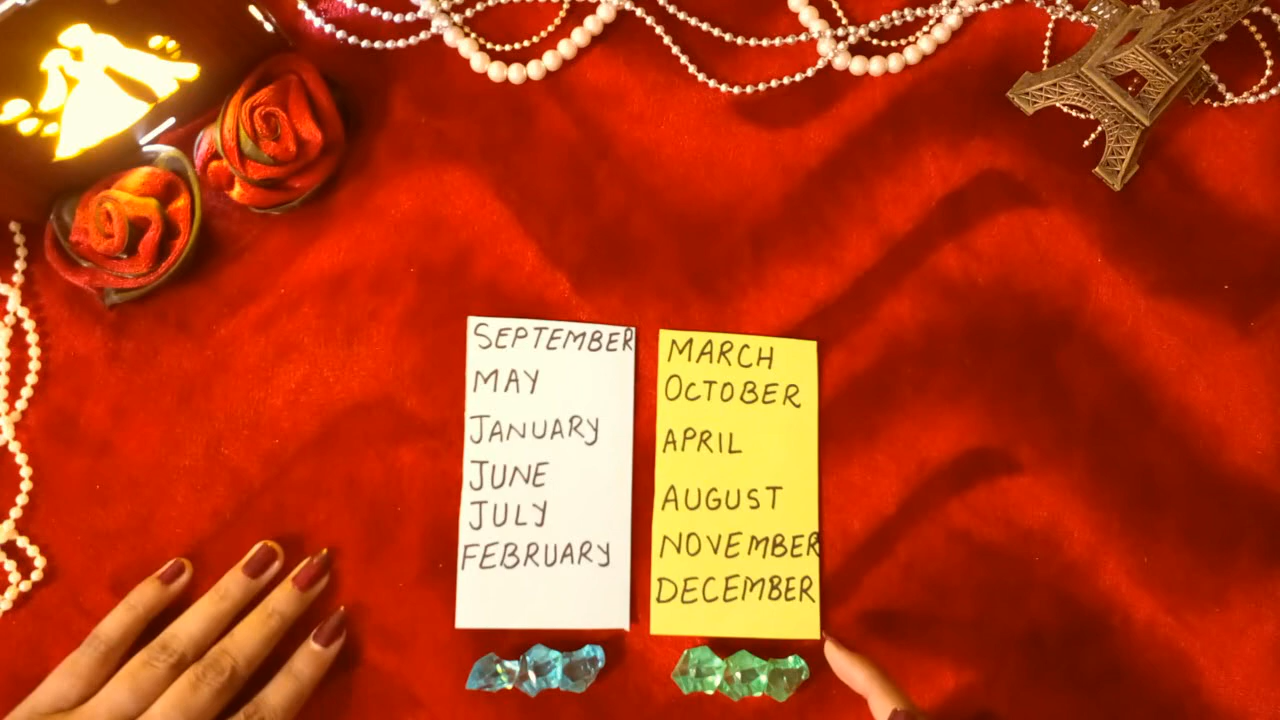 SEPTEMBER
MAY
JANUARY
JUNE
JULY
FEBRUARY
MARCH
OCTOBER
APRIL
AUGUST
NOVEMBER
DECEMBER